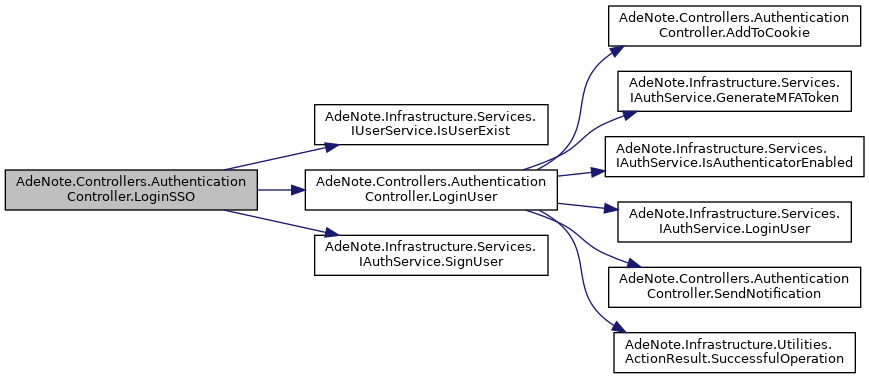 AdeNote.Controllers.Authentication
Controller.LoginSSO
AdeNote.Infrastructure.Services.
IUserService.IsUserExist
AdeNote.Controllers.Authentication
Controller.LoginUser
AdeNote.Infrastructure.Services.
IAuthService.SignUser
AdeNote.Controllers.Authentication
Controller.AddToCookie
AdeNote.Infrastructure.Services.
IAuthService.GenerateMFAToken
AdeNote.Infrastructure.Services.
IAuthService.IsAuthenticatorEnabled
AdeNote.Infrastructure.Services.
IAuthService.LoginUser
AdeNote.Controllers.Authentication
Controller.SendNotification
AdeNote.Infrastructure.Utilities.
ActionResult.SuccessfulOperation